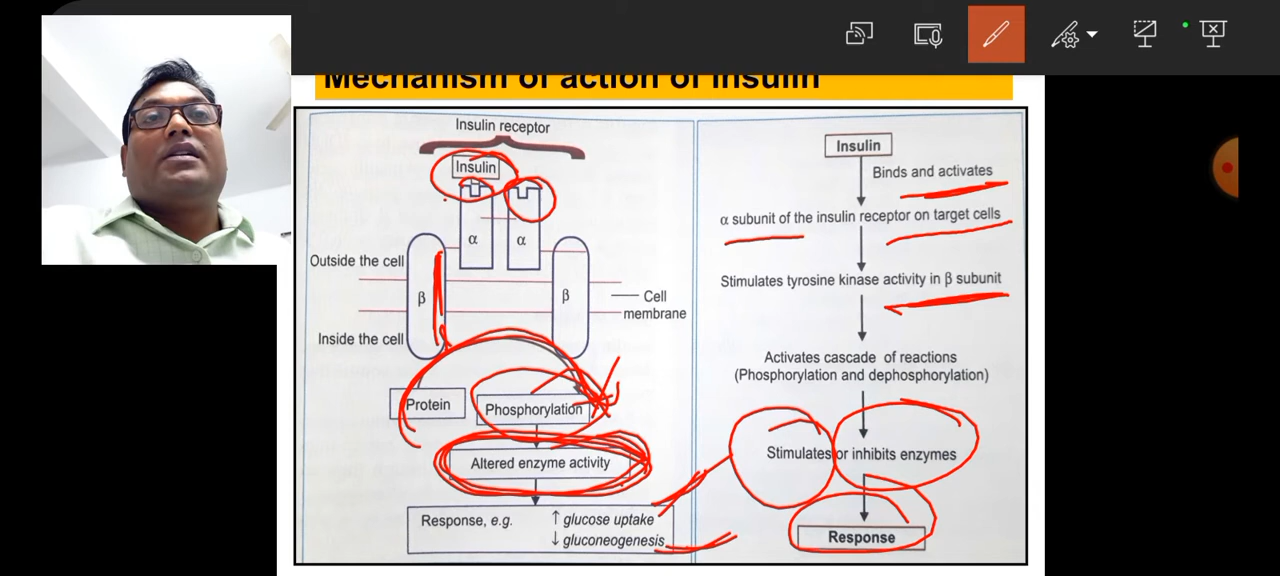 Mechanism of action of insulin
Insulin receptor
Insulin
α
α
Outside the cell
β
β
Cell
membrane
Inside the cell
Protein
Phosphorylation
Altered enzyme activity
Response, e.g.
↑ glucose uptake
↓ gluconeogenesis
Insulin
Binds and activates
α subunit of the insulin receptor on target cells
Stimulates tyrosine kinase activity in β subunit
Activates cascade of reactions
(Phosphorylation and dephosphorylation)
Stimulates or inhibits enzymes
Response